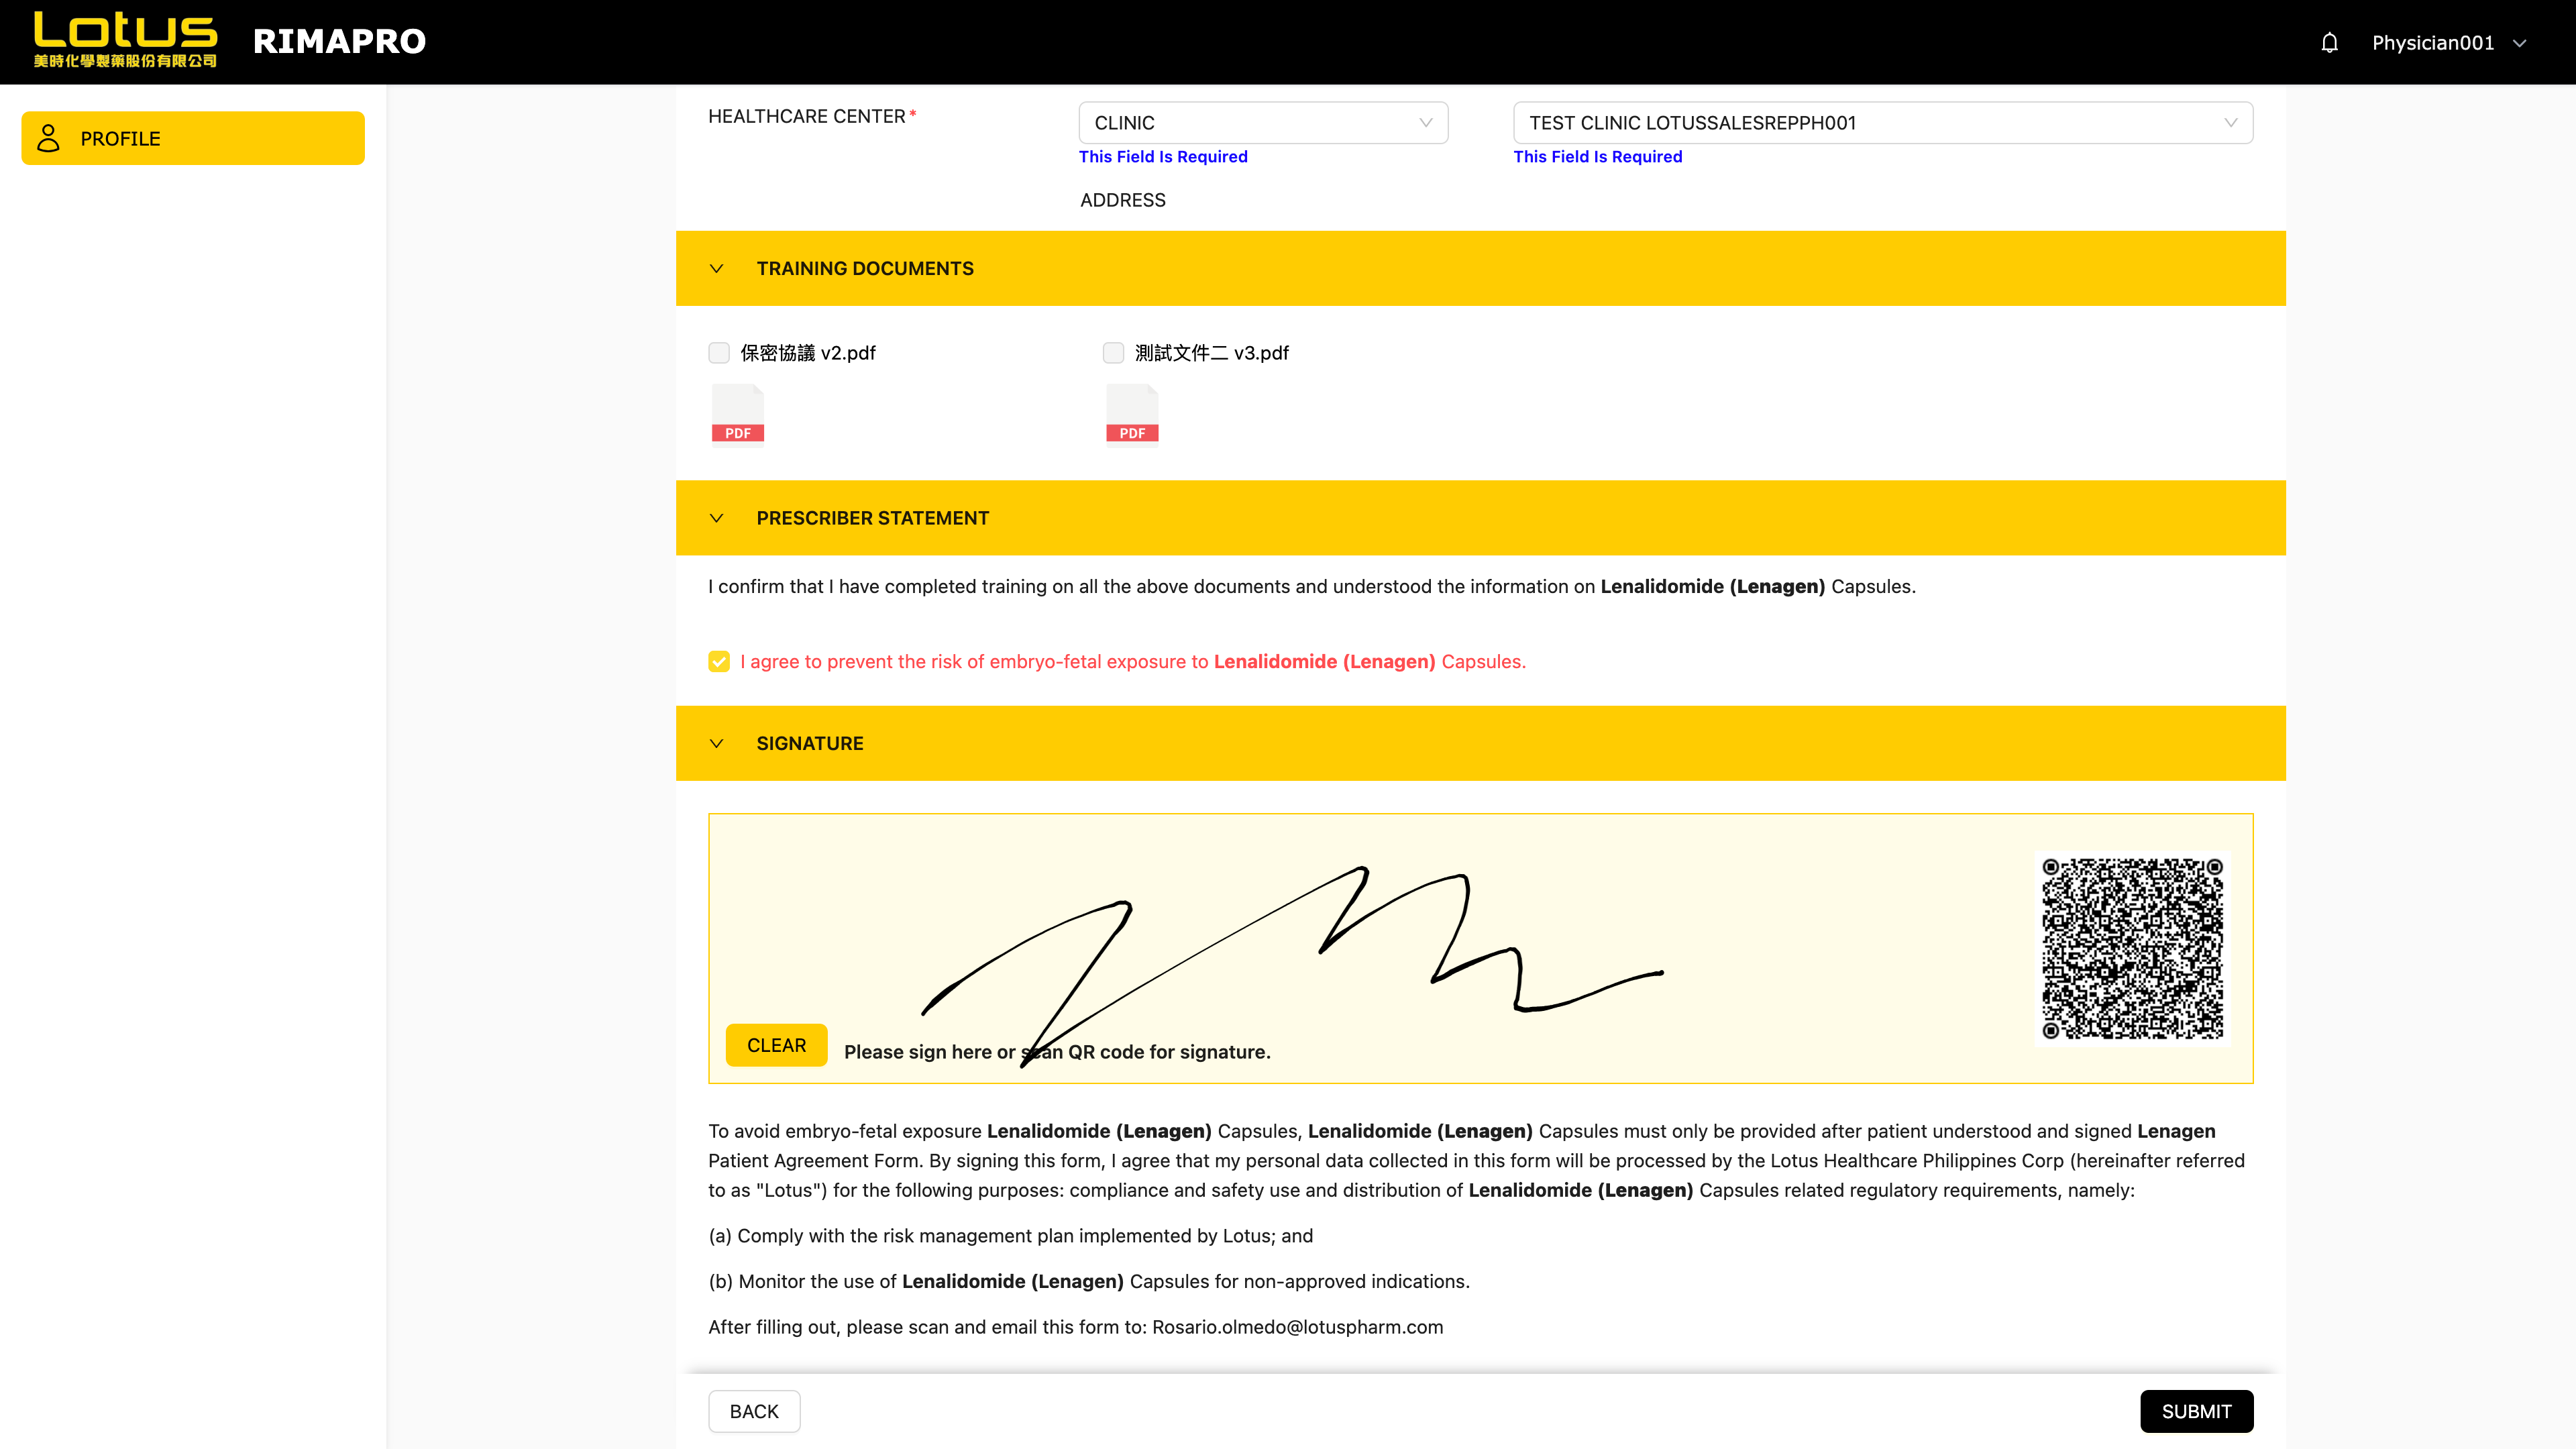 Lotus
美時化學製藥股份有限公司
RIMAPRO
Physician001
PROFILE
HEALTHCARE CENTER*
CLINIC
TEST CLINIC LOTUSSALESREPPH001
This Field Is Required
This Field Is Required
ADDRESS
TRAINING DOCUMENTS
保密協議 v2.pdf
測試文件二 v3.pdf
PDF
PDF
PRESCRIBER STATEMENT
I confirm that I have completed training on all the above documents and understood the information on Lenalidomide (Lenagen) Capsules.
I agree to prevent the risk of embryo-fetal exposure to Lenalidomide (Lenagen) Capsules.
SIGNATURE
CLEAR
Please sign here or scan QR code for signature.
To avoid embryo-fetal exposure Lenalidomide (Lenagen) Capsules, Lenalidomide (Lenagen) Capsules must only be provided after patient understood and signed Lenagen
Patient Agreement Form. By signing this form, I agree that my personal data collected in this form will be processed by the Lotus Healthcare Philippines Corp (hereinafter referred
to as "Lotus") for the following purposes: compliance and safety use and distribution of Lenalidomide (Lenagen) Capsules related regulatory requirements, namely:
(a) Comply with the risk management plan implemented by Lotus; and
(b) Monitor the use of Lenalidomide (Lenagen) Capsules for non-approved indications.
After filling out, please scan and email this form to: Rosario.olmedo@lotuspharm.com
BACK
SUBMIT